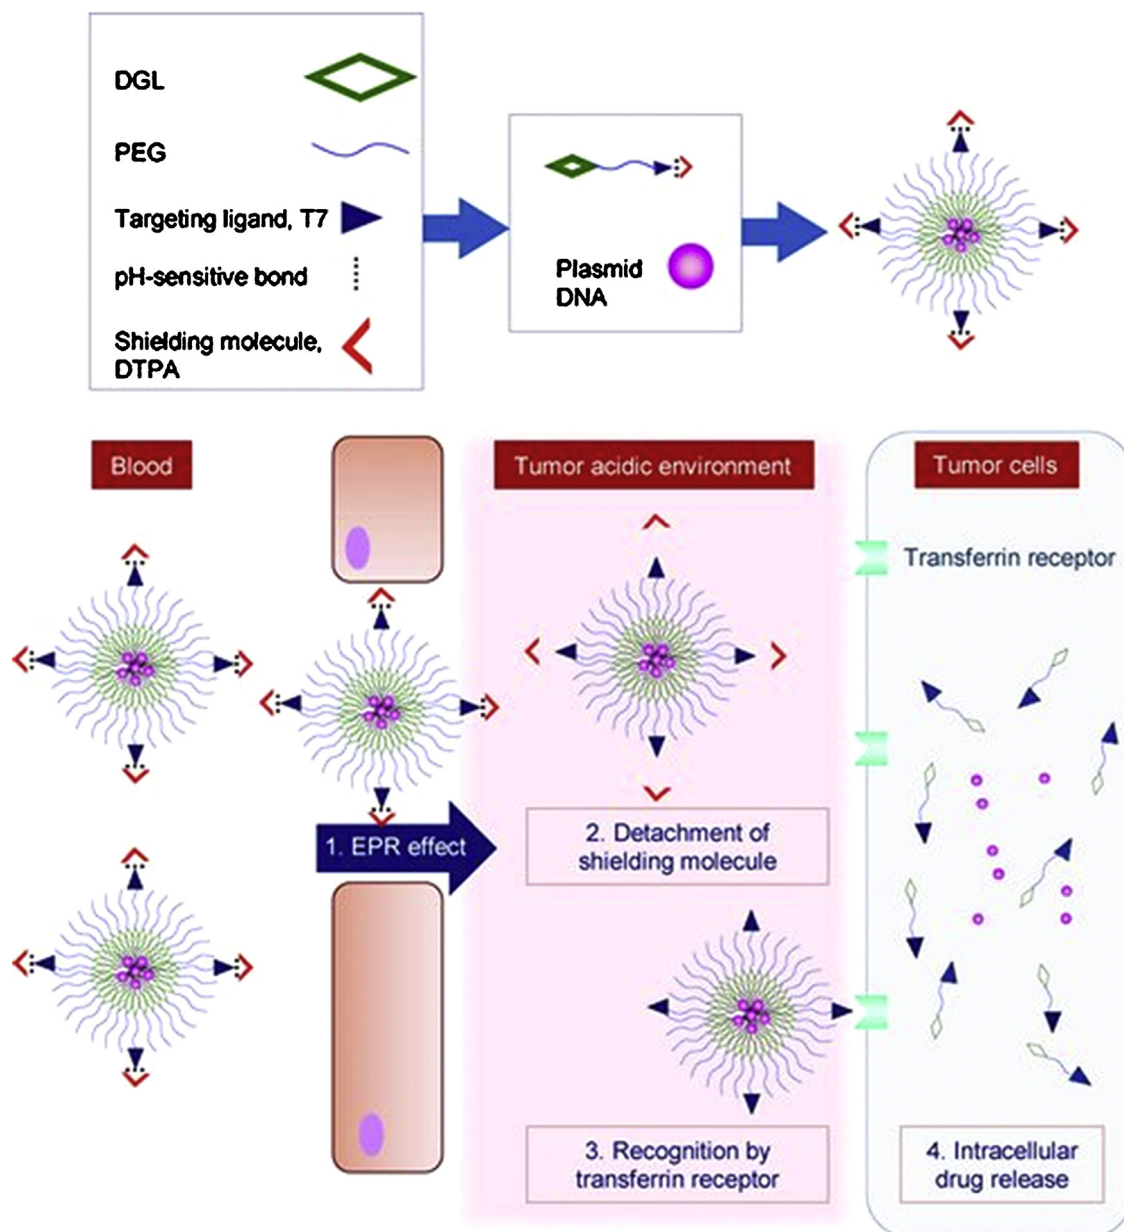 DGL
PEG
Targeting ligand, T7
pH-sensitive bond
Shielding molecule,
DTPA
Plasmid
DNA
Blood
Tumor acidic environment
Tumor cells
Transferrin receptor
1. EPR effect
2. Detachment of
shielding molecule
3. Recognition by
transferrin receptor
4. Intracellular
drug release